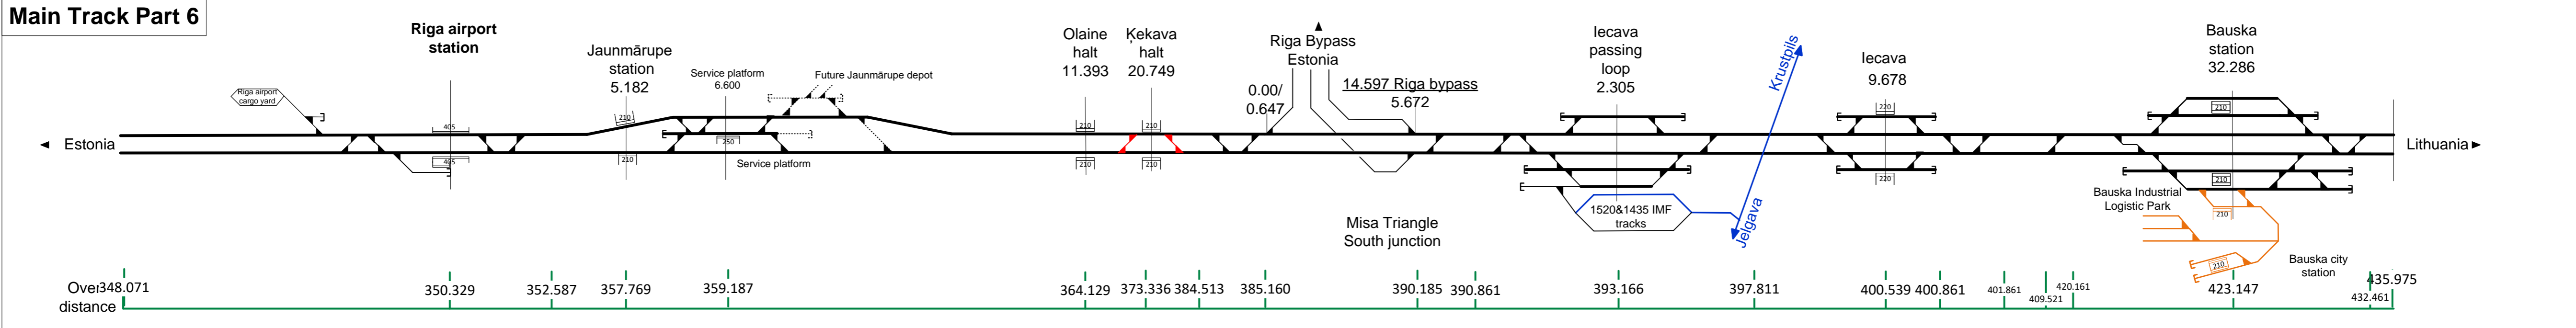 Main Track Part 6
Riga airport
station
Jaunmārupe
station
5.182
Service platform
6.600
Future Jaunmārupe depot
Olaine
halt
11.393
Ķekava
halt
20.749
Riga Bypass
Estonia
0.00/
0.647
14.597 Riga bypass
5.672
Iecava
passing
loop
2.305
Krustpils
Iecava
9.678
Bauska
station
32.286
Riga airport
cargo yard
405
210
250
210
210
220
210
Estonia
Lithuania
405
210
Service platform
210
210
220
210
1520&1435 IMF
tracks
Jelgava
Misa Triangle
South junction
Bauska Industrial
Logistic Park
210
210
Bauska city
station
Over
distance
348.071
350.329
352.587
357.769
359.187
364.129
373.336
384.513
385.160
390.185
390.861
393.166
397.811
400.539
400.861
401.861
409.521
420.161
423.147
432.461
435.975